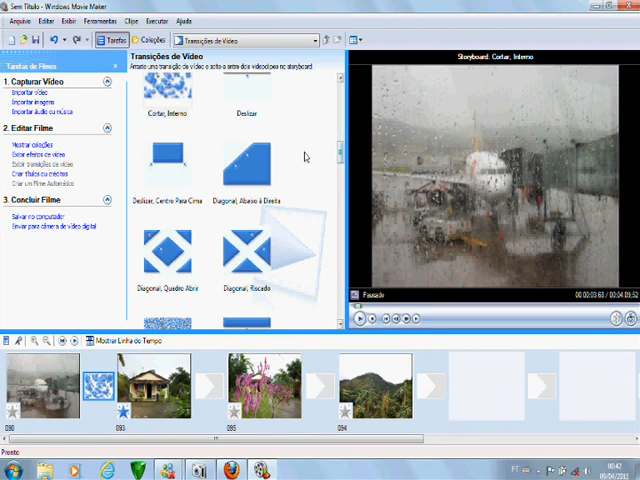 Sem Título - Windows Movie Maker
Arquivo Editar Exibir Ferramentas Clipe Executar Ajuda
Tarefas Coleções Transições de Vídeo
Tarefas de Filmes
1. Capturar Vídeo
Importar vídeo
Importar imagens
Importar áudio ou música
2. Editar Filme
Mostrar coleções
Exibir efeitos de vídeo
Exibir transições de vídeo
Criar títulos ou créditos
Criar um Filme Automático
3. Concluir Filme
Salvar no computador
Enviar para câmera de vídeo digital
Transições de Vídeo
Arraste uma transição de vídeo e solte-a entre dois videoclipes no storyboard.
Cortar, Interno
Deslizar
Deslizar, Centro Para Cima
Diagonal, Abaixo à Direita
Diagonal, Quadro Abrir
Diagonal, Riscado
Storyboard: Cortar, Interno
Pausado
0:00:03,63 / 0:04:09,52
Mostrar Linha do Tempo
090
093
095
094
Pronto
PT
00:42
09/04/2011